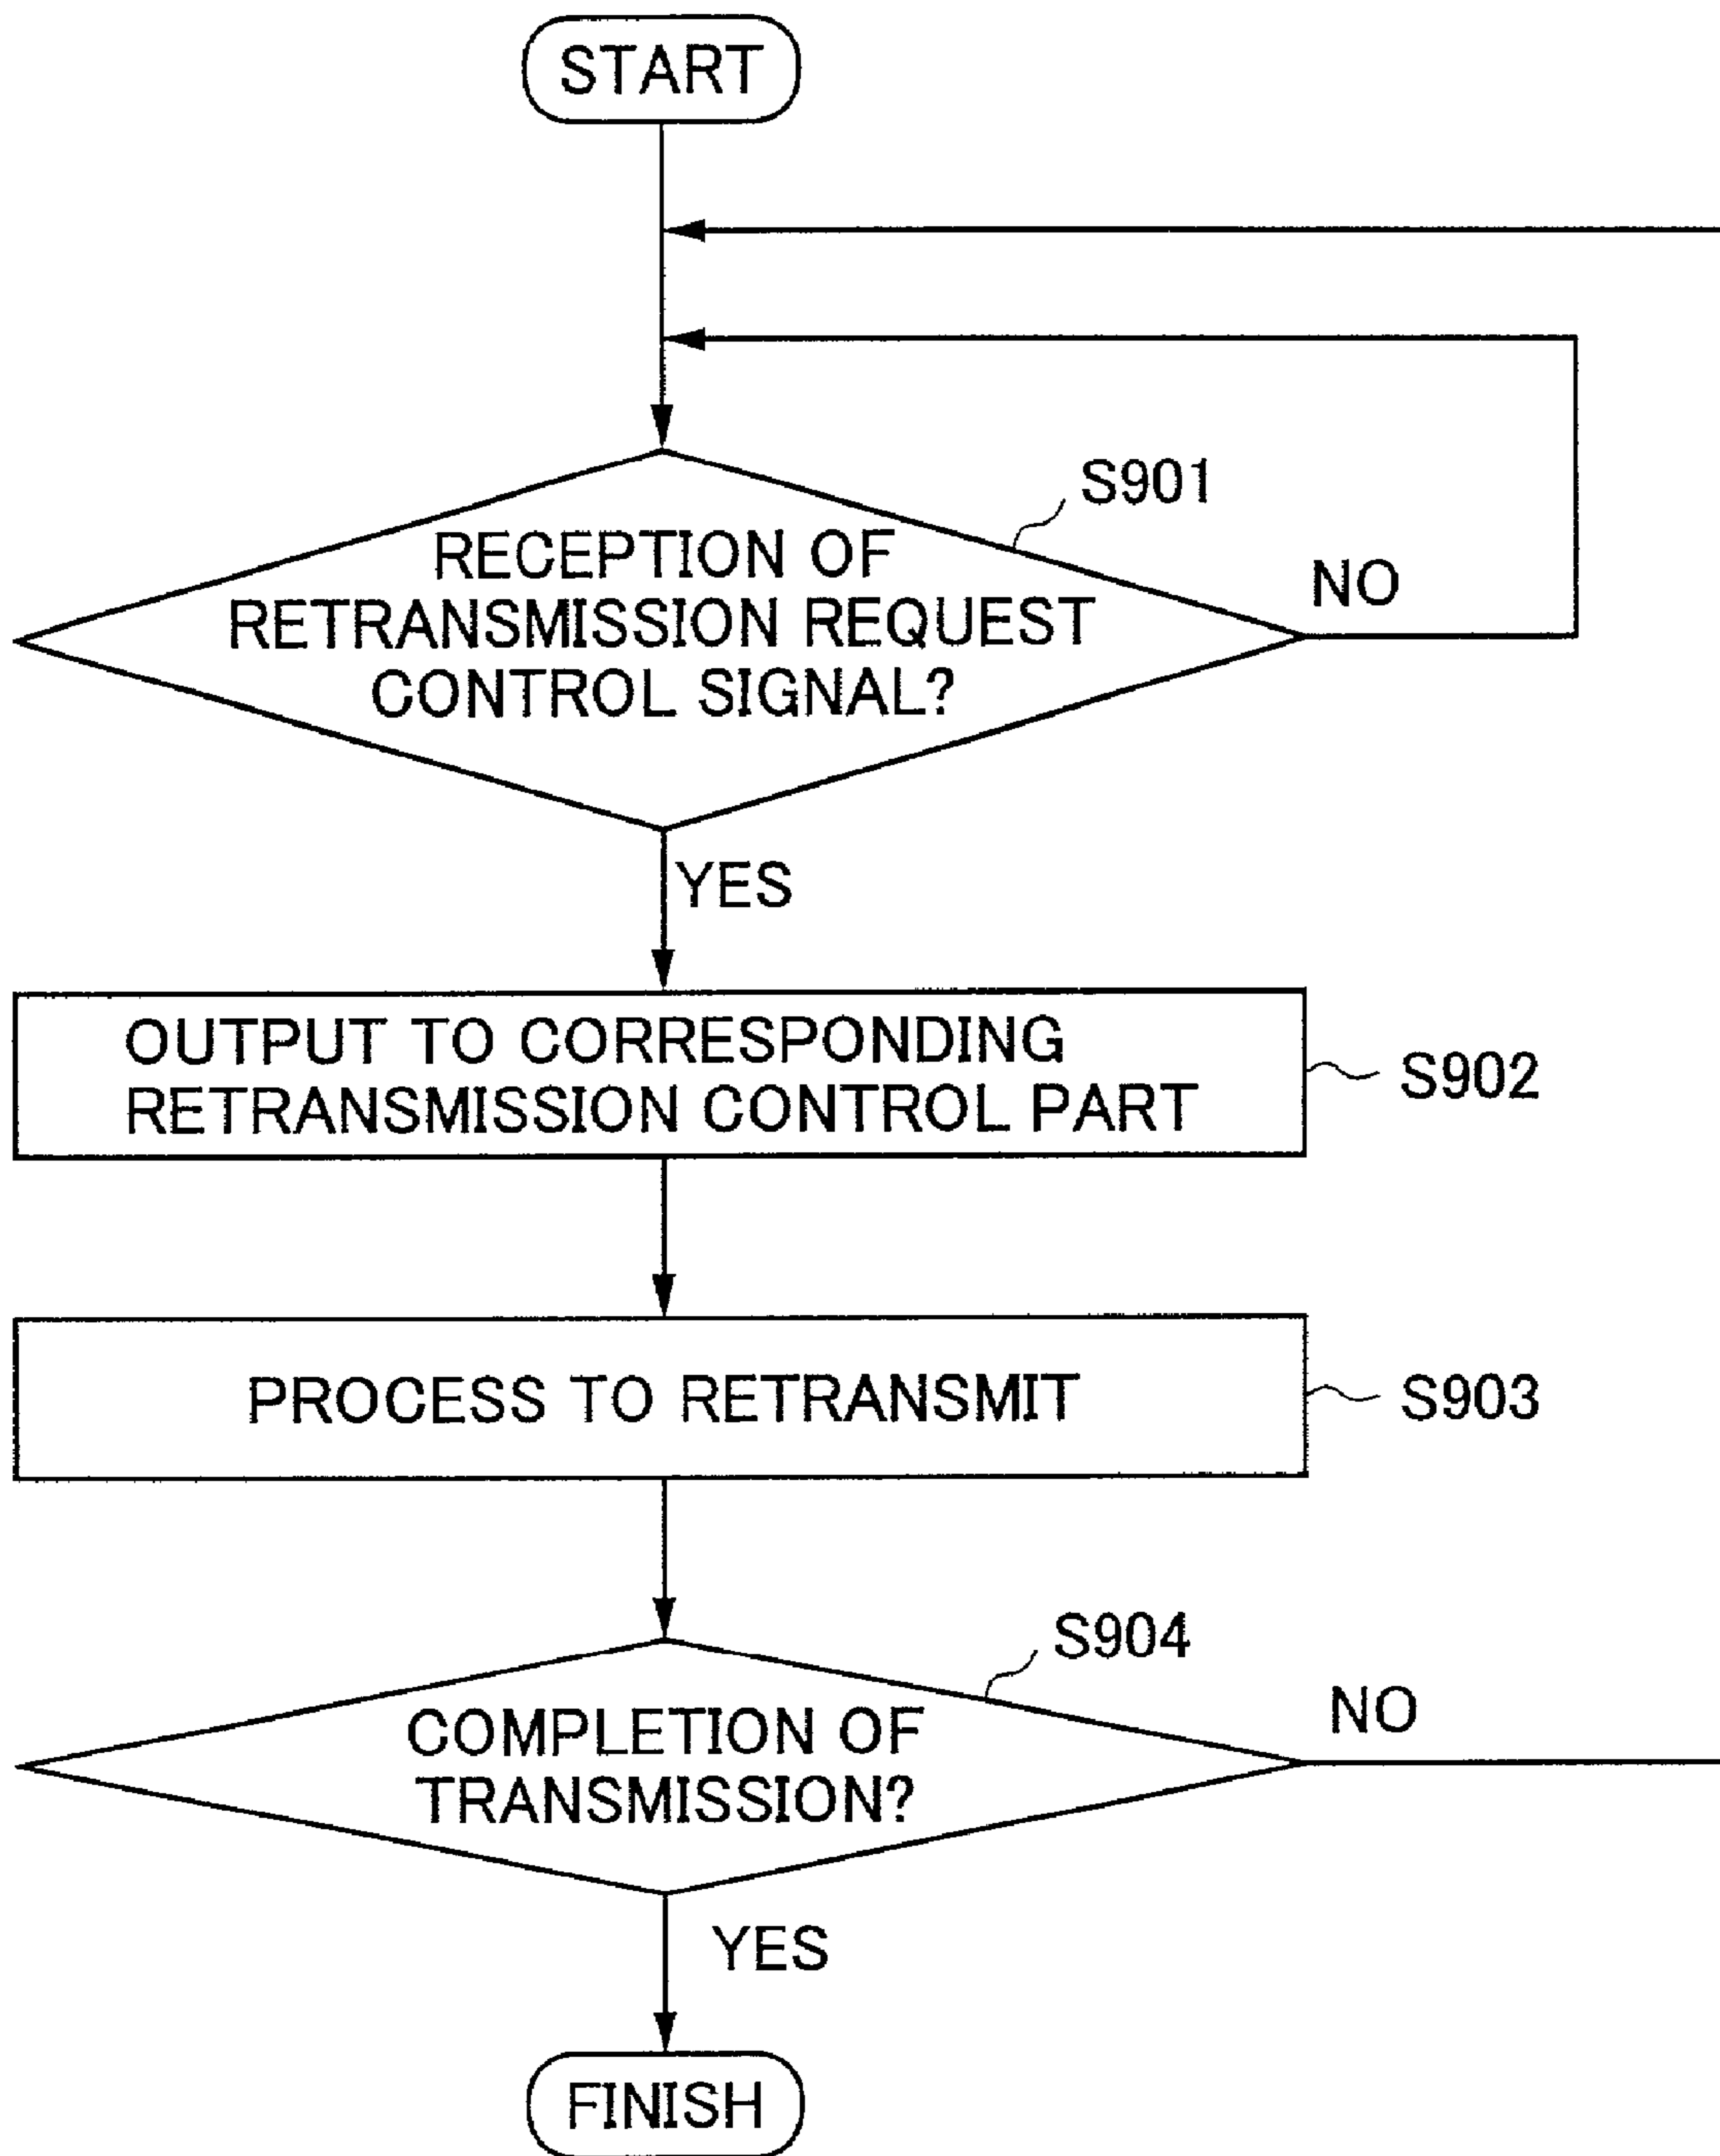 START
S901
RECEPTION OF
RETRANSMISSION REQUEST
CONTROL SIGNAL?
NO
YES
OUTPUT TO CORRESPONDING
RETRANSMISSION CONTROL PART
S902
PROCESS TO RETRANSMIT
S903
S904
COMPLETION OF
TRANSMISSION?
NO
YES
FINISH